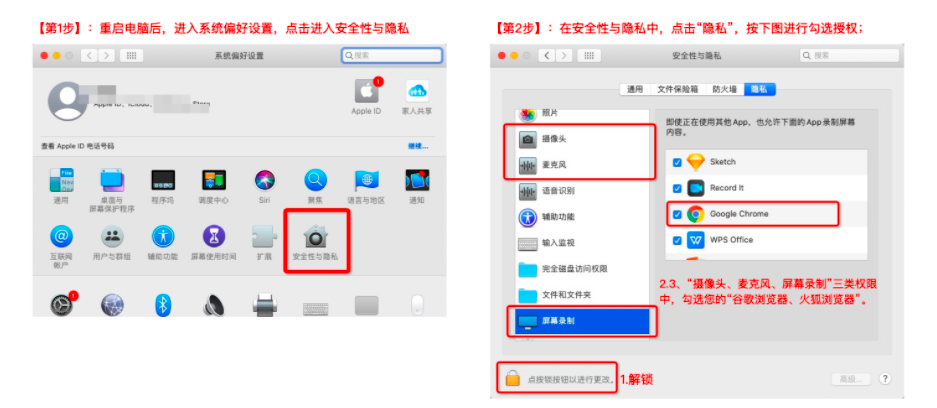 【第1步】：重启电脑后，进入系统偏好设置，点击进入安全性与隐私
系统偏好设置
搜索
Apple ID
家人共享
查看 Apple ID 电话号码
继续...
通用
桌面与
屏幕保护程序
程序坞
调度中心
Siri
聚焦
语言与地区
通知
互联网
帐户
用户与群组
辅助功能
屏幕使用时间
扩展
安全性与隐私
【第2步】：在安全性与隐私中，点击“隐私”，按下图进行勾选授权；
安全性与隐私
搜索
通用
文件保险箱
防火墙
隐私
照片
摄像头
麦克风
语音识别
辅助功能
输入监视
完全磁盘访问权限
文件和文件夹
屏幕录制
即使正在使用其他 App，也允许下面的 App 录制屏幕
内容。
Sketch
Record It
Google Chrome
WPS Office
2.3、“摄像头、麦克风、屏幕录制”三类权限
中，勾选您的“谷歌浏览器、火狐浏览器”。
点按锁按钮以进行更改。
1.解锁
高级...
?